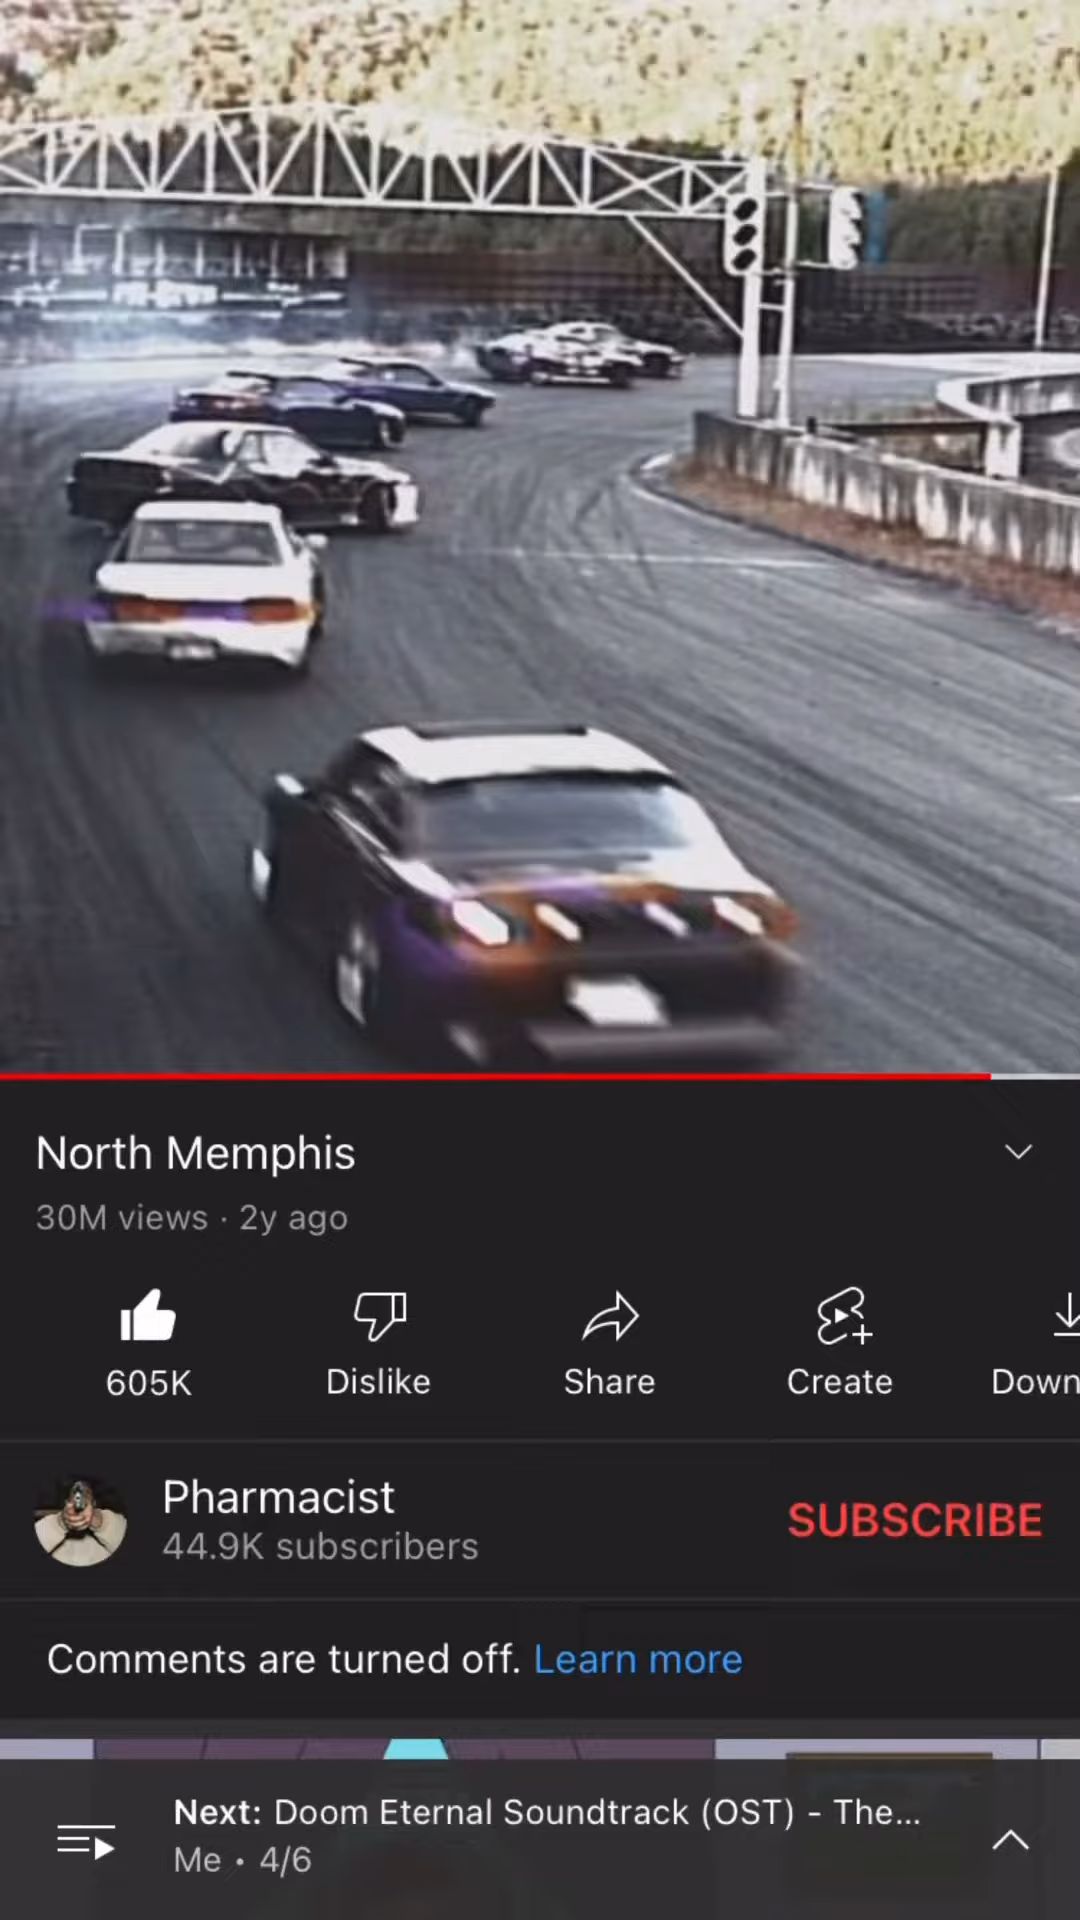 North Memphis
30M views · 2y ago
605K
Dislike
Share
Create
Down
Pharmacist
44.9K subscribers
SUBSCRIBE
Comments are turned off. Learn more
Next: Doom Eternal Soundtrack (OST) - The...
Me • 4/6